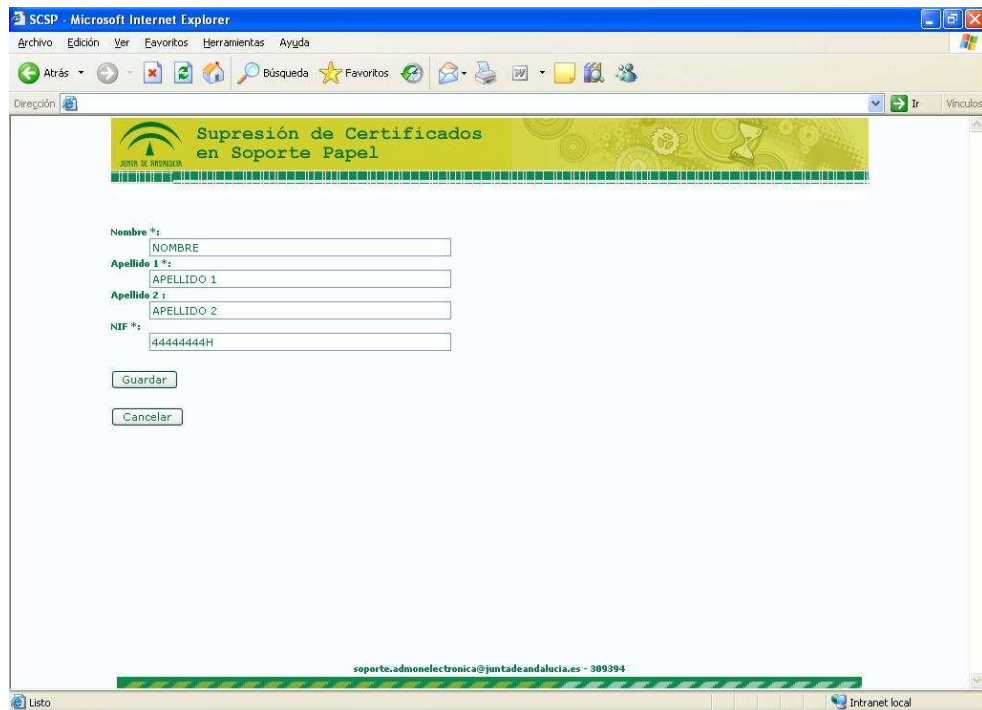 SCSP - Microsoft Internet Explorer
Archivo Edición Ver Favoritos Herramientas Ayuda
Atrás Búsqueda Favoritos
Dirección Ir Vínculos
Supresión de Certificados
en Soporte Papel
JUNTA DE ANDALUCIA
Nombre *:
NOMBRE
Apellido 1 *:
APELLIDO 1
Apellido 2 :
APELLIDO 2
NIF *:
44444444H
Guardar
Cancelar
soporte.admonelectronica@juntadeandalucia.es - 309394
Listo Intranet local